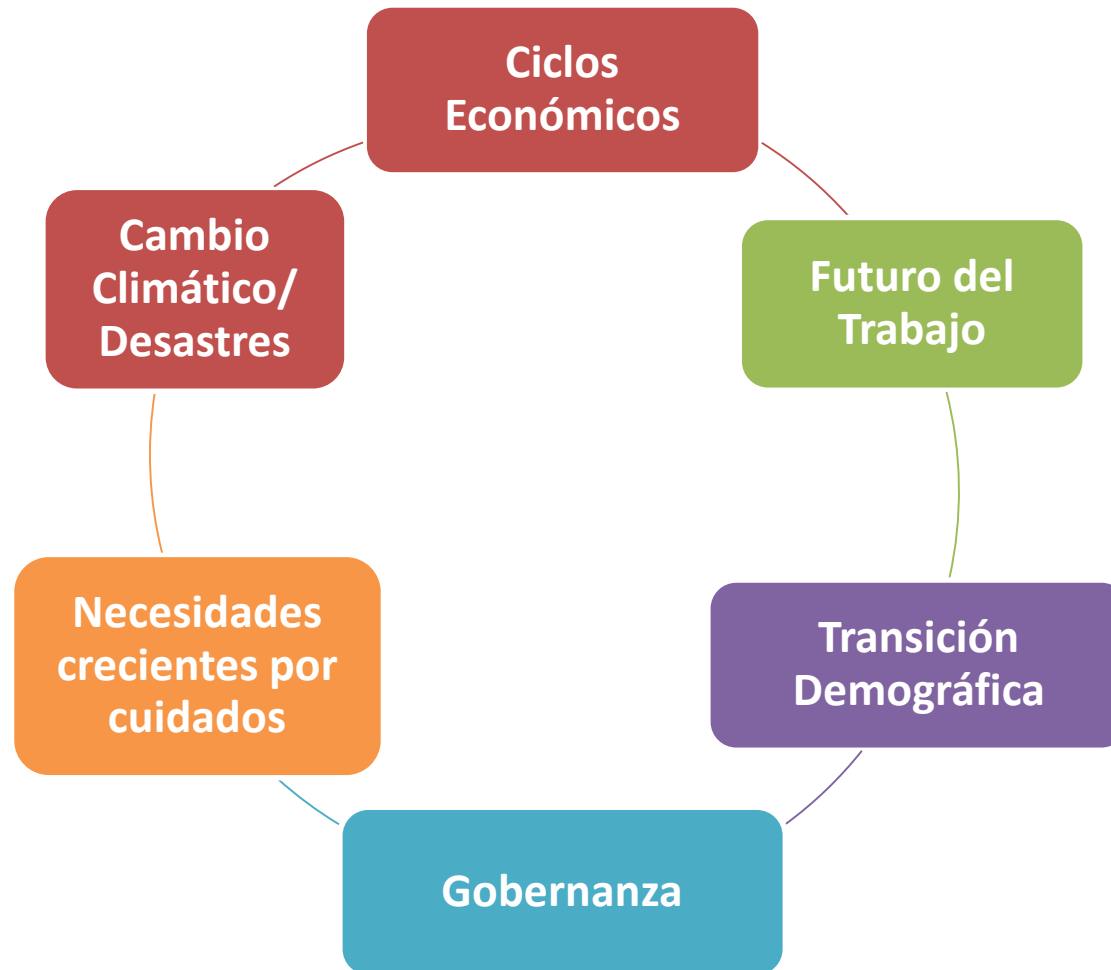 Ciclos
Económicos
Cambio
Climático/
Desastres
Futuro del
Trabajo
Necesidades
crecientes por
cuidados
Transición
Demográfica
Gobernanza